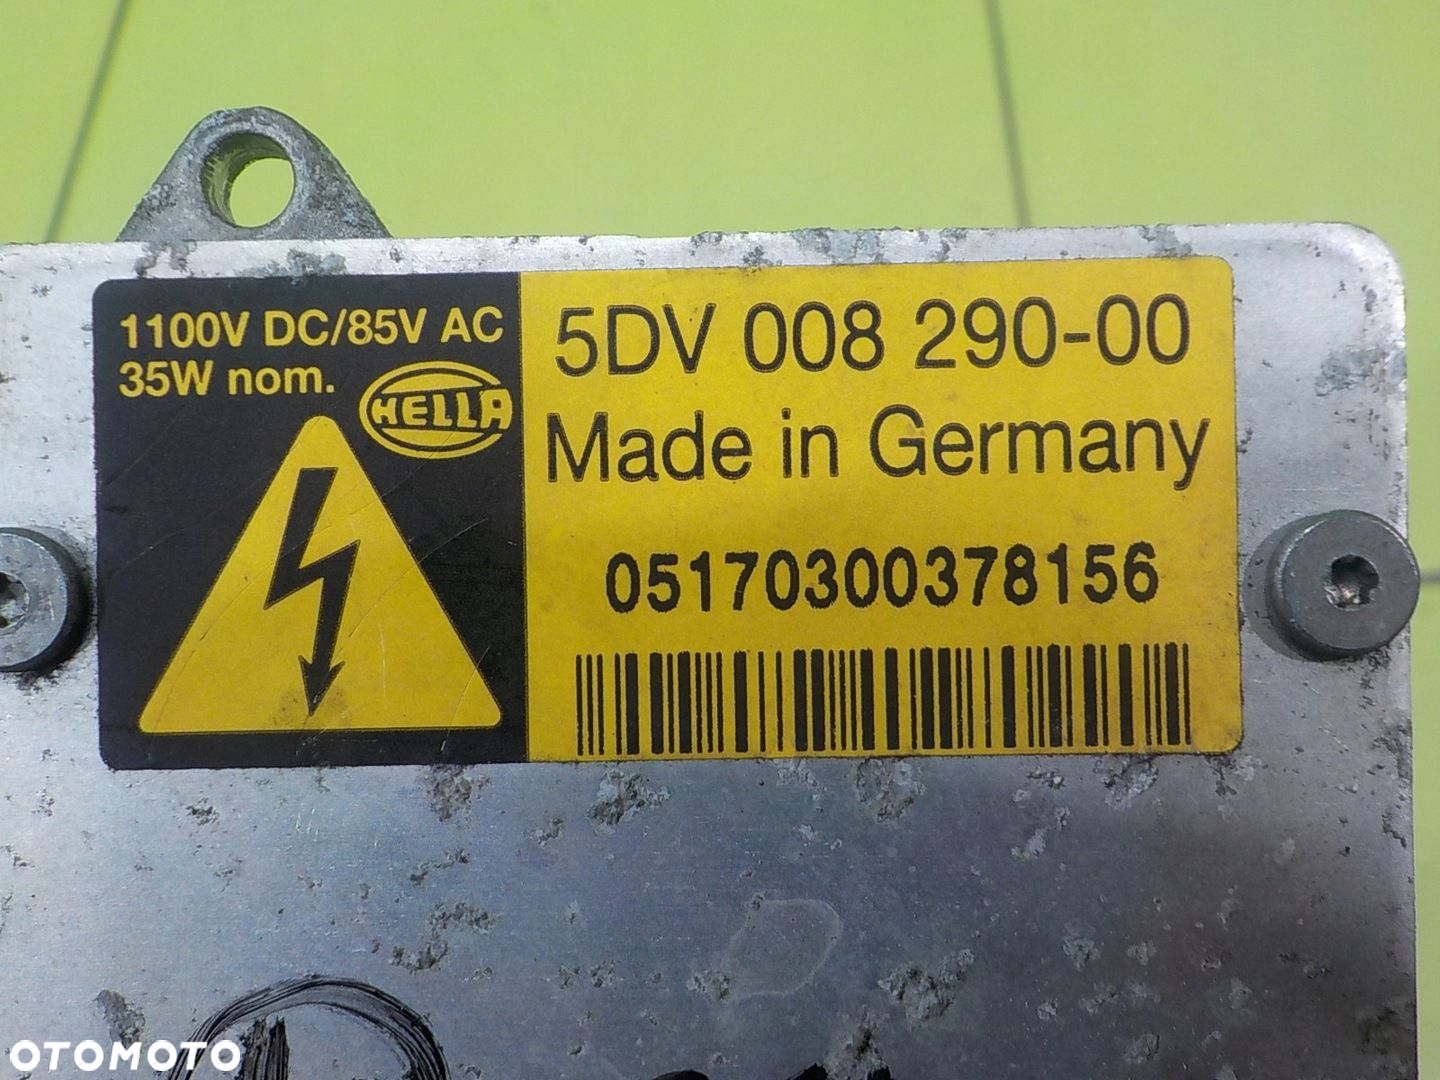 1100V DC/85V AC
35W nom.
HELLA
5DV 008 290-00
Made in Germany
05170300378156
OTOMOTO